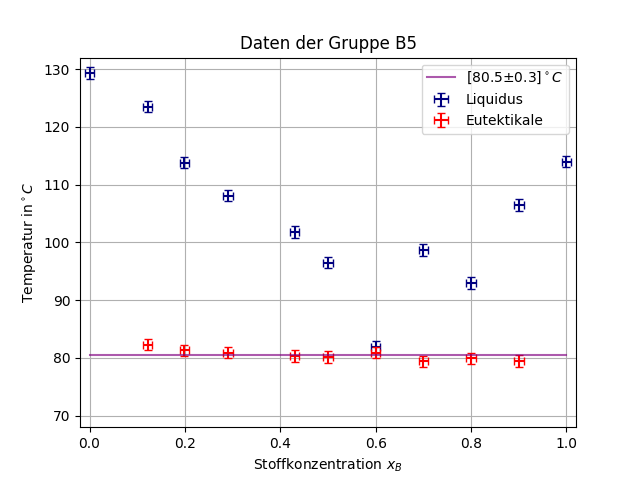 Daten der Gruppe B5
[80.5±0.3]°C
Liquidus
Eutektikale
130
120
110
100
90
80
70
Temperatur in°C
0.0 0.2 0.4 0.6 0.8 1.0
Stoffkonzentration x_B